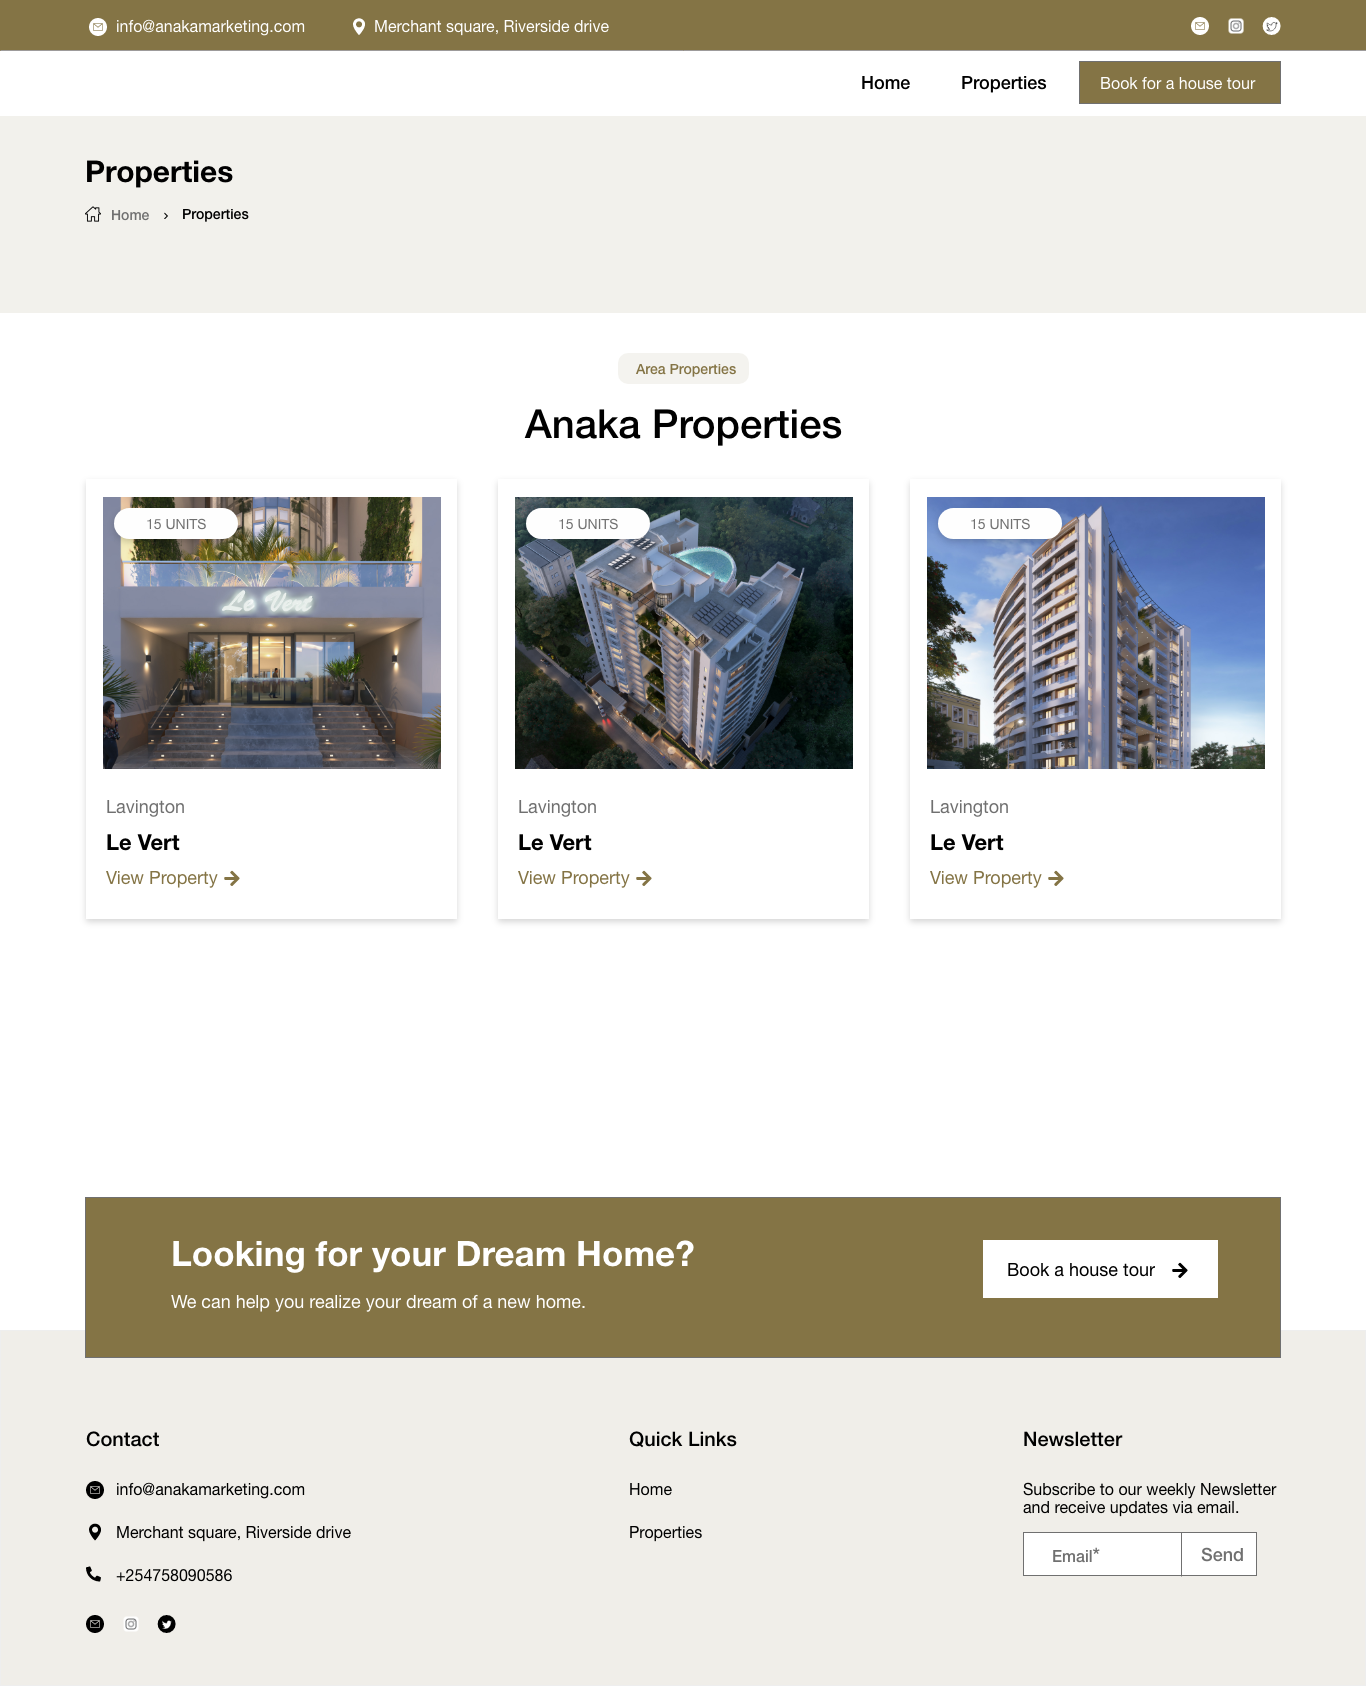 info@anakamarketing.com
Merchant square, Riverside drive
Home
Properties
Book for a house tour
Properties
Home › Properties
Area Properties
Anaka Properties
15 UNITS
Le Vert
Lavington
Le Vert
View Property
15 UNITS
Lavington
Le Vert
View Property
15 UNITS
Lavington
Le Vert
View Property
Looking for your Dream Home?
We can help you realize your dream of a new home.
Book a house tour
Contact
info@anakamarketing.com
Merchant square, Riverside drive
+254758090586
Quick Links
Home
Properties
Newsletter
Subscribe to our weekly Newsletter
and receive updates via email.
Email*
Send